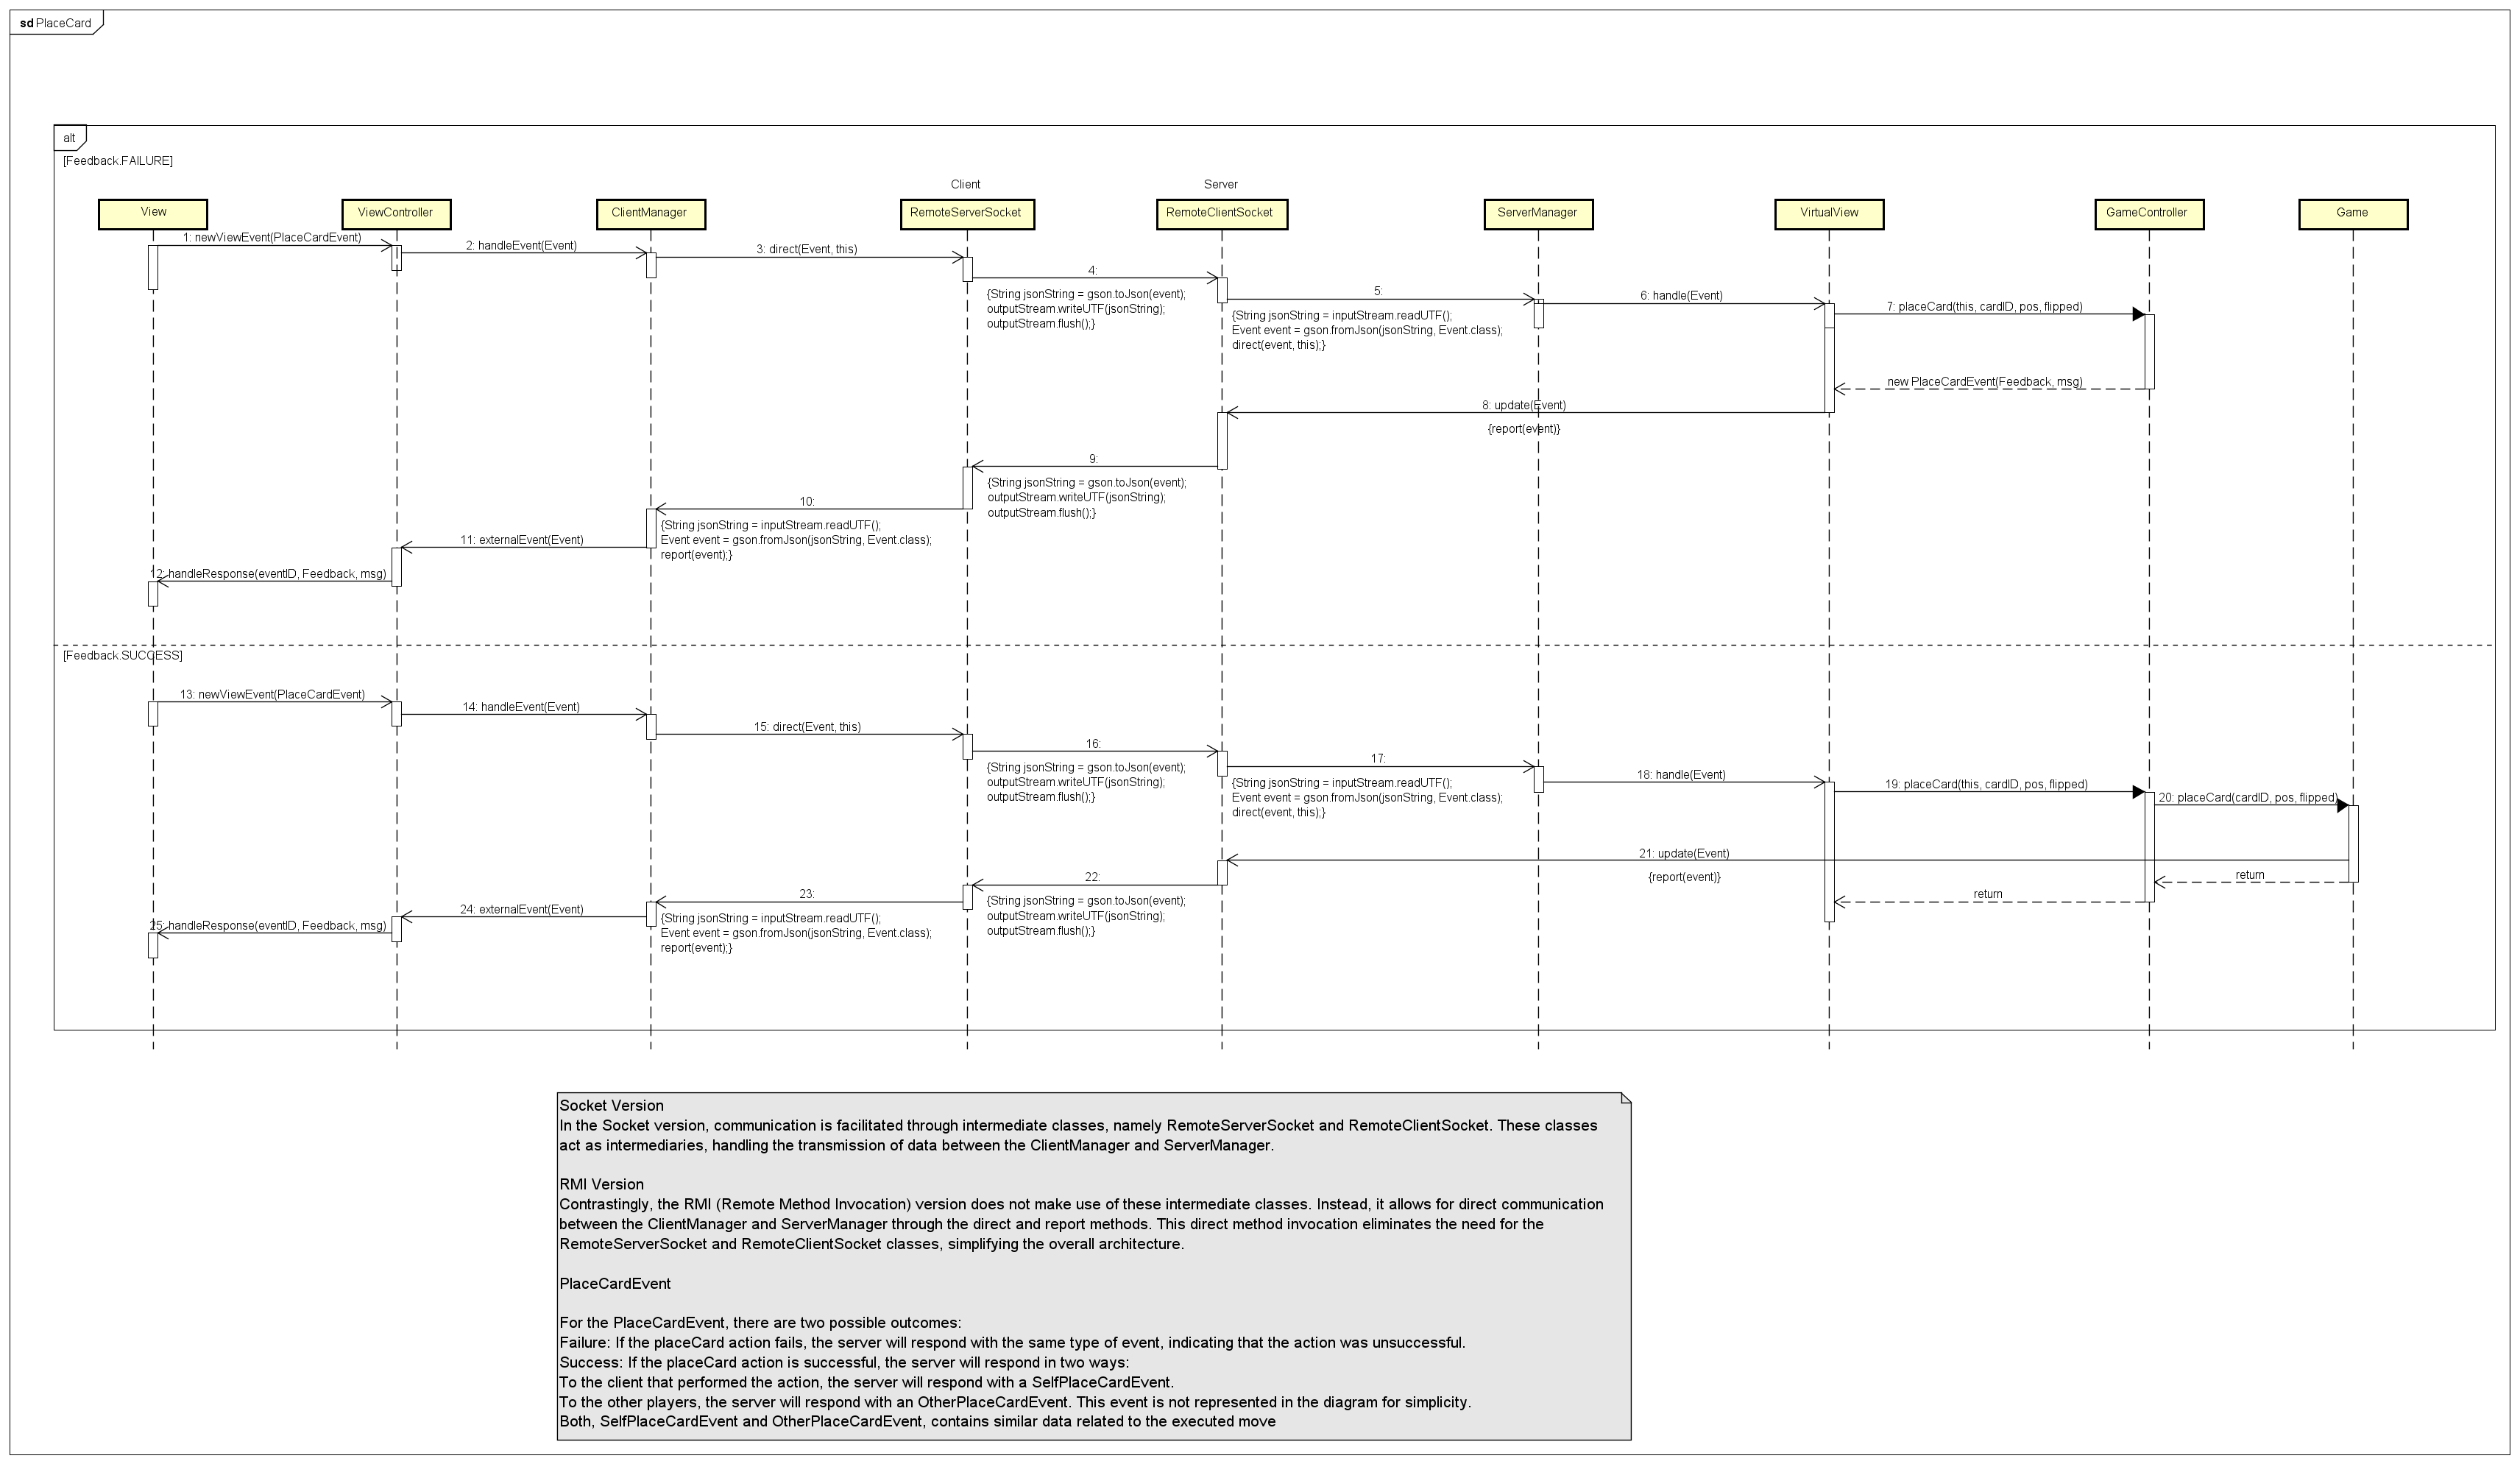 sd PlaceCard
alt
[Feedback.FAILURE]
Client
Server
View
ViewController
ClientManager
RemoteServerSocket
RemoteClientSocket
ServerManager
VirtualView
GameController
Game
1: newViewEvent(PlaceCardEvent)
2: handleEvent(Event)
3: direct(Event, this)
4:
{String jsonString = gson.toJson(event);
outputStream.writeUTF(jsonString);
outputStream.flush();}
5:
{String jsonString = inputStream.readUTF();
Event event = gson.fromJson(jsonString, Event.class);
direct(event, this);}
6: handle(Event)
7: placeCard(this, cardID, pos, flipped)
new PlaceCardEvent(Feedback, msg)
8: update(Event)
{report(event)}
9:
{String jsonString = gson.toJson(event);
outputStream.writeUTF(jsonString);
outputStream.flush();}
10:
{String jsonString = inputStream.readUTF();
Event event = gson.fromJson(jsonString, Event.class);
report(event);}
11: externalEvent(Event)
12: handleResponse(eventID, Feedback, msg)
[Feedback.SUCCESS]
13: newViewEvent(PlaceCardEvent)
14: handleEvent(Event)
15: direct(Event, this)
16:
{String jsonString = gson.toJson(event);
outputStream.writeUTF(jsonString);
outputStream.flush();}
17:
{String jsonString = inputStream.readUTF();
Event event = gson.fromJson(jsonString, Event.class);
direct(event, this);}
18: handle(Event)
19: placeCard(this, cardID, pos, flipped)
20: placeCard(cardID, pos, flipped)
21: update(Event)
{report(event)}
return
return
22:
{String jsonString = gson.toJson(event);
outputStream.writeUTF(jsonString);
outputStream.flush();}
23:
{String jsonString = inputStream.readUTF();
Event event = gson.fromJson(jsonString, Event.class);
report(event);}
24: externalEvent(Event)
25: handleResponse(eventID, Feedback, msg)
Socket Version
In the Socket version, communication is facilitated through intermediate classes, namely RemoteServerSocket and RemoteClientSocket. These classes
act as intermediaries, handling the transmission of data between the ClientManager and ServerManager.
RMI Version
Contrastingly, the RMI (Remote Method Invocation) version does not make use of these intermediate classes. Instead, it allows for direct communication
between the ClientManager and ServerManager through the direct and report methods. This direct method invocation eliminates the need for the
RemoteServerSocket and RemoteClientSocket classes, simplifying the overall architecture.
PlaceCardEvent
For the PlaceCardEvent, there are two possible outcomes:
Failure: If the placeCard action fails, the server will respond with the same type of event, indicating that the action was unsuccessful.
Success: If the placeCard action is successful, the server will respond in two ways:
To the client that performed the action, the server will respond with a SelfPlaceCardEvent.
To the other players, the server will respond with an OtherPlaceCardEvent. This event is not represented in the diagram for simplicity.
Both, SelfPlaceCardEvent and OtherPlaceCardEvent, contains similar data related to the executed move